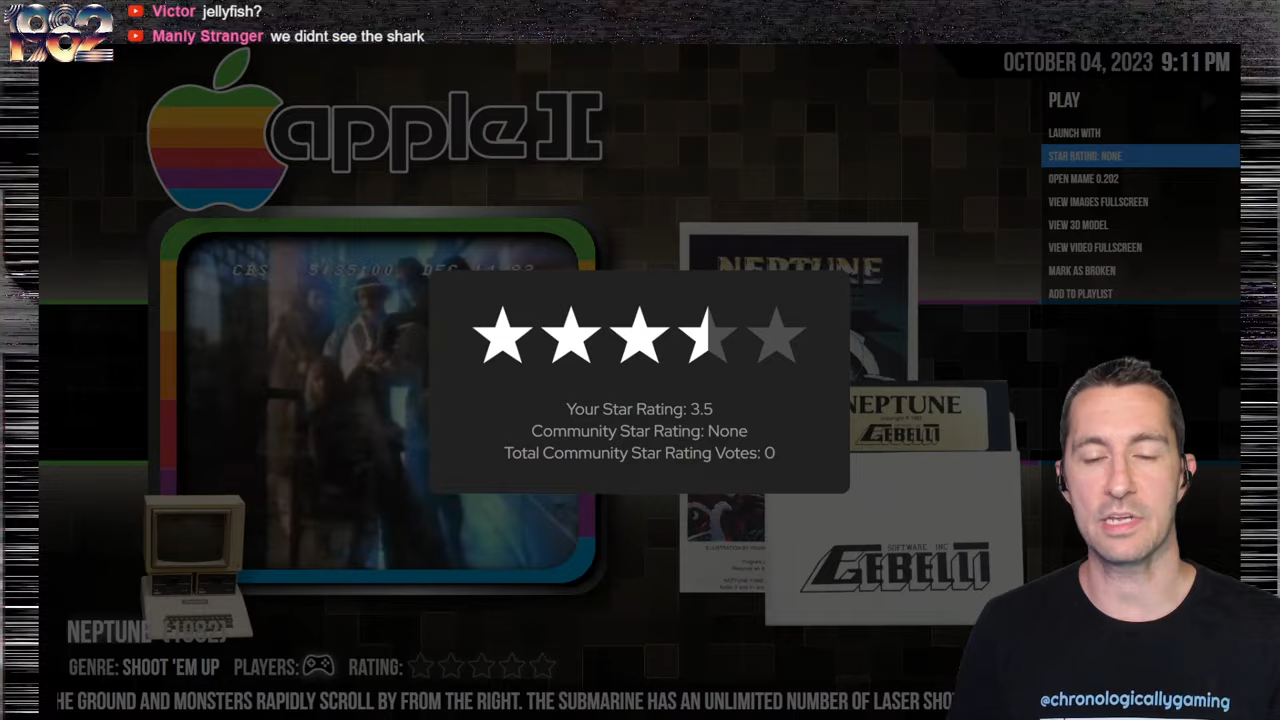 1982
Victor jellyfish?
Manly Stranger we didnt see the shark
OCTOBER 04, 2023 9:11 PM
apple II
PLAY
LAUNCH WITH
STAR RATING: NONE
OPEN MAME 0.202
VIEW IMAGES FULLSCREEN
VIEW 3D MODEL
VIEW VIDEO FULLSCREEN
MARK AS BROKEN
ADD TO PLAYLIST
NEPTUNE
Your Star Rating: 3.5
Community Star Rating: None
Total Community Star Rating Votes: 0
NEPTUNE
GEBELLI
SOFTWARE INC
GEBELLI
NEPTUNE (1982)
GENRE: SHOOT 'EM UP PLAYERS: RATING:
HE GROUND AND MONSTERS RAPIDLY SCROLL BY FROM THE RIGHT. THE SUBMARINE HAS AN UNLIMITED NUMBER OF LASER SHO
@chronologicallygaming